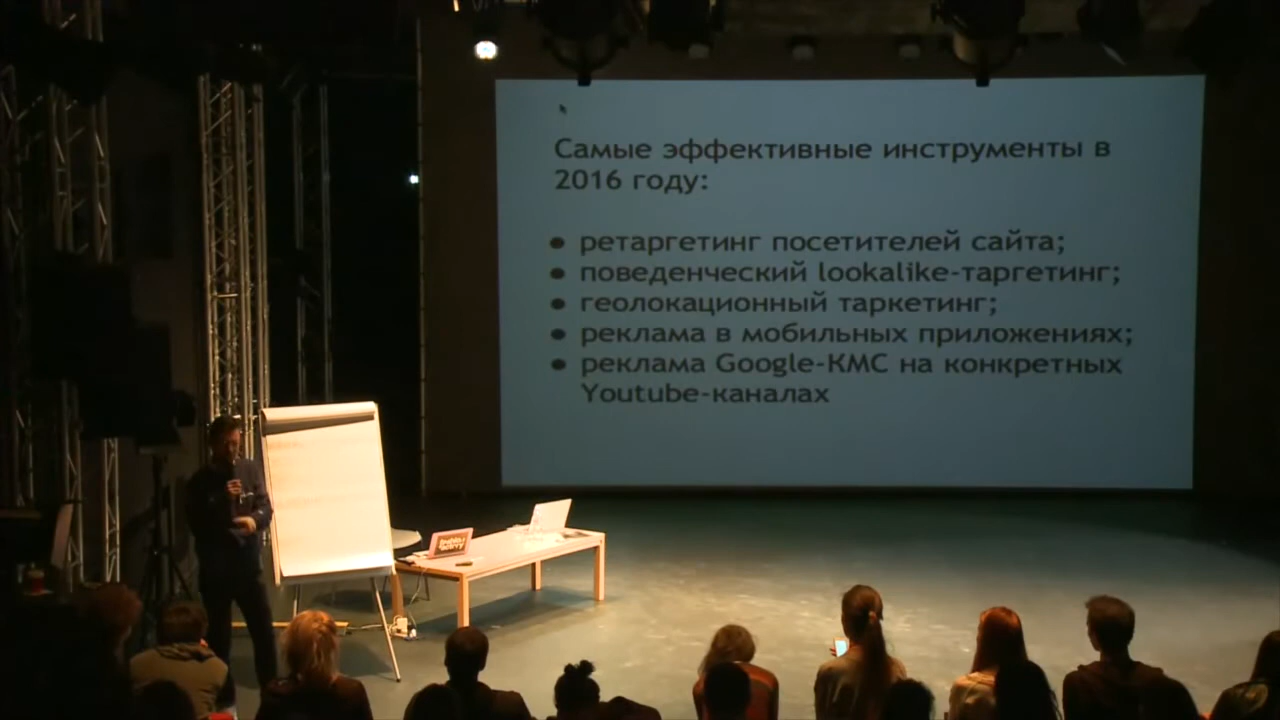 Самые эффективные инструменты в
2016 году:
● ретаргетинг посетителей сайта;
● поведенческий lookalike-таргетинг;
● геолокационный таркетинг;
● реклама в мобильных приложениях;
● реклама Google-КМС на конкретных
Youtube-каналах